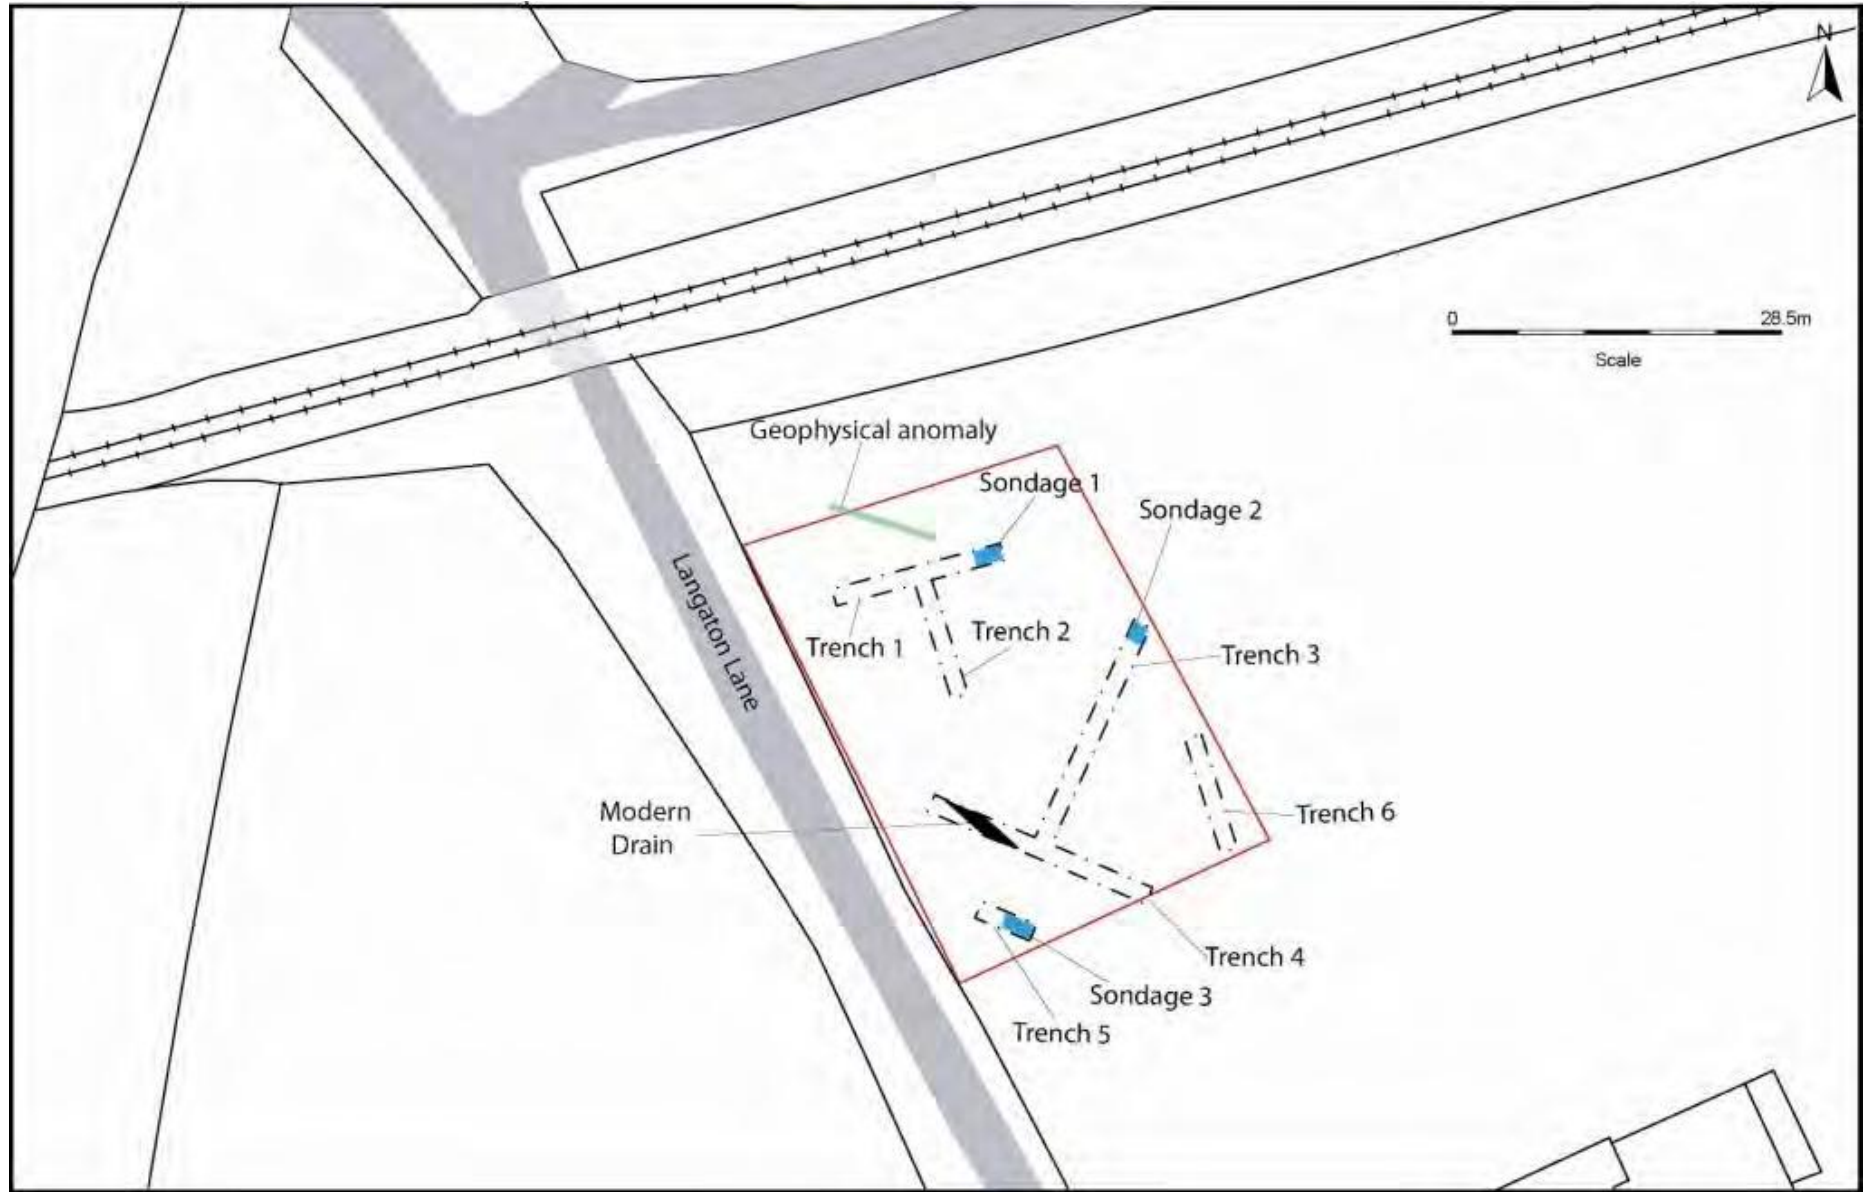 N
0 28.5m
Scale
Geophysical anomaly
Sondage 1
Sondage 2
Langaton Lane
Trench 1
Trench 2
Trench 3
Modern
Drain
Trench 6
Trench 4
Sondage 3
Trench 5